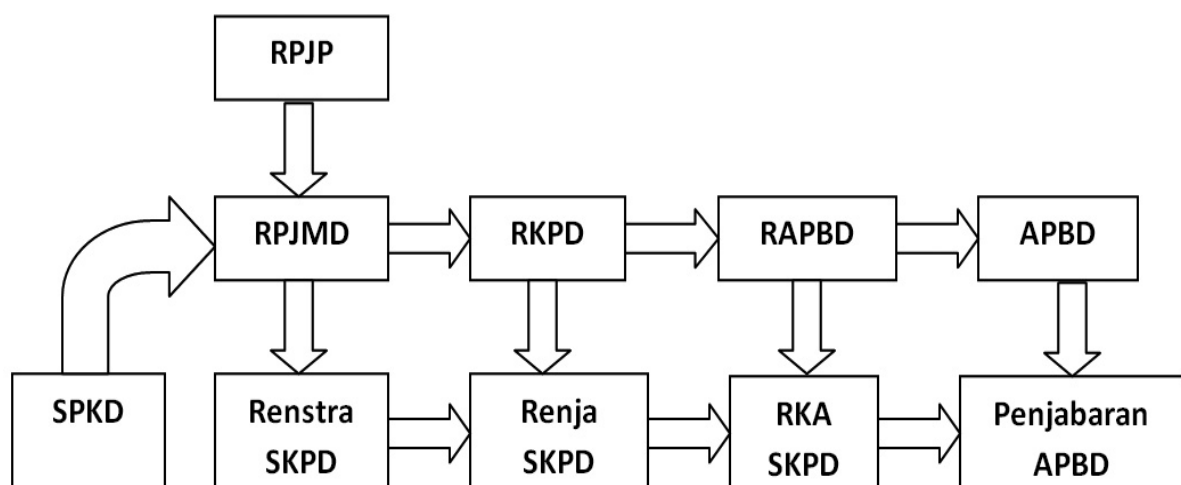 RPJP
RPJMD
RKPD
RAPBD
APBD
SPKD
Renstra
SKPD
Renja
SKPD
RKA
SKPD
Penjabaran
APBD